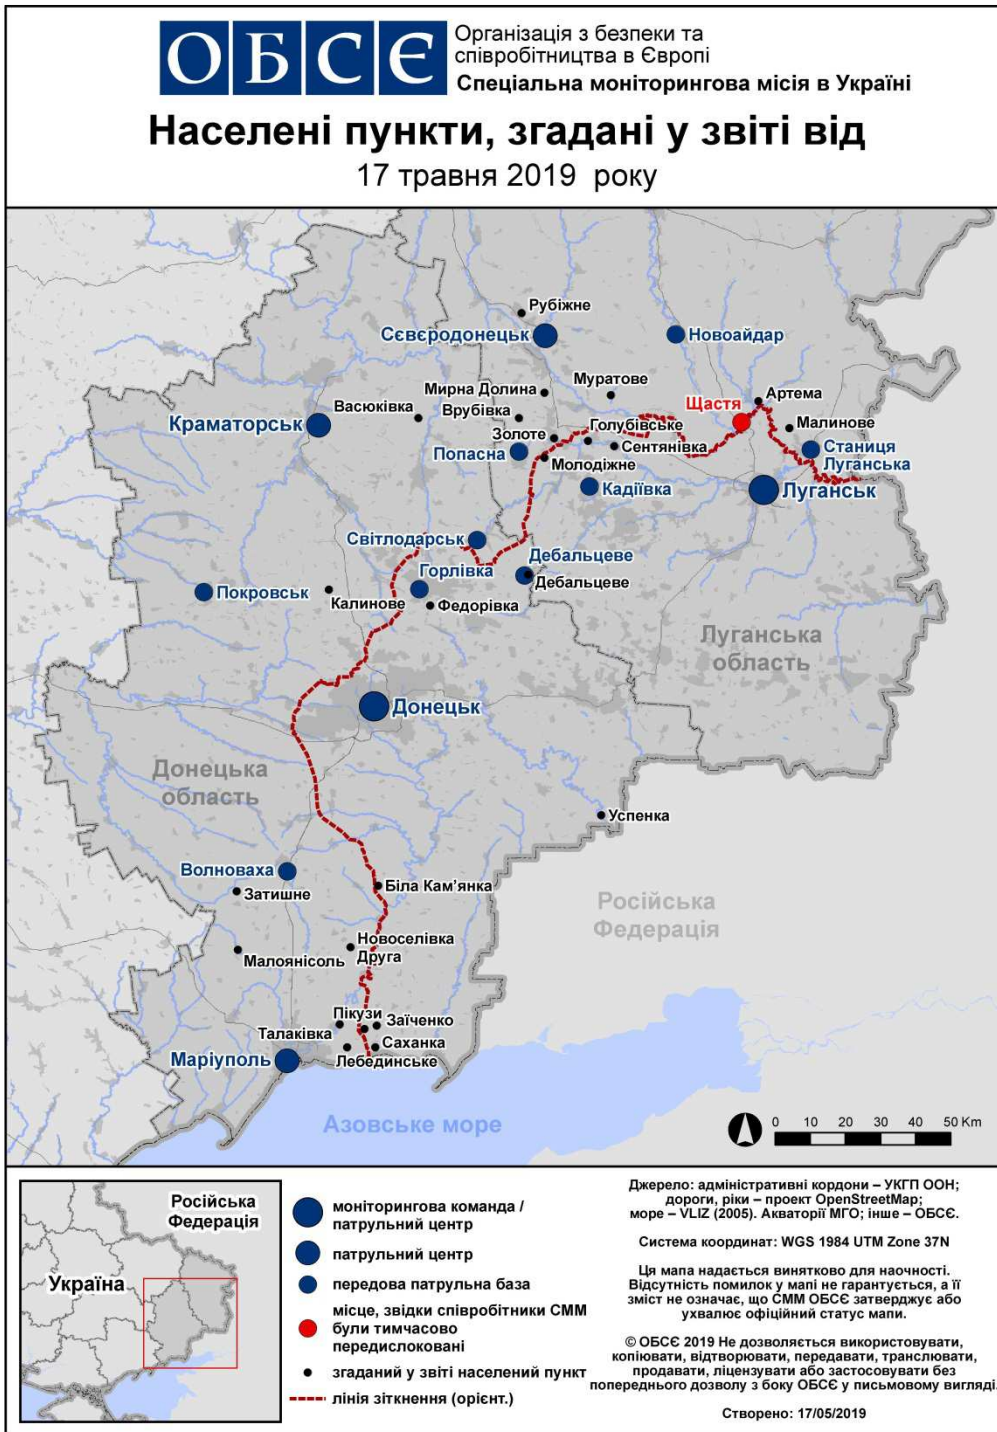 ОБСЄ
Організація з безпеки та
співробітництва в Європі
Спеціальна моніторингова місія в Україні
Населені пункти, згадані у звіті від
17 травня 2019 року
Рубіжне
Сєвєродонецьк
Новоайдар
Мирна Долина
Муратове
Артема
Щастя
Васюківка
Врубівка
Краматорськ
Голубівське
Малинове
Золоте
Сентянівка
Станиця
Луганська
Попасна
Молодіжне
Кадіївка
Луганськ
Світлодарськ
Дебальцеве
Горлівка
Дебальцеве
Покровськ
Калинове
Федорівка
Луганська
область
Донецьк
Донецька
область
Успенка
Волноваха
Біла Кам’янка
Затишне
Російська
Федерація
Новоселівка
Друга
Малоянісоль
Пікузи
Заїченко
Талаківка
Саханка
Лебединське
Маріуполь
Азовське море
0 10 20 30 40 50 Км
Російська
Федерація
Україна
моніторингова команда /
патрульний центр
патрульний центр
передова патрульна база
місце, звідки співробітники СММ
були тимчасово
передислоковані
згаданий у звіті населений пункт
лінія зіткнення (орієнт.)
Джерело: адміністративні кордони – УКГП ООН;
дороги, ріки – проект OpenStreetMap;
море – VLIZ (2005). Акваторії МГО; інше – ОБСЄ.
Система координат: WGS 1984 UTM Zone 37N
Ця мапа надається винятково для наочності.
Відсутність помилок у мапі не гарантується, а її
зміст не означає, що СММ ОБСЄ затверджує або
ухвалює офіційний статус мапи.
© ОБСЄ 2019 Не дозволяється використовувати,
копіювати, відтворювати, передавати, транслювати,
продавати, ліцензувати або застосовувати без
попереднього дозволу з боку ОБСЄ у письмовому вигляді.
Створено: 17/05/2019